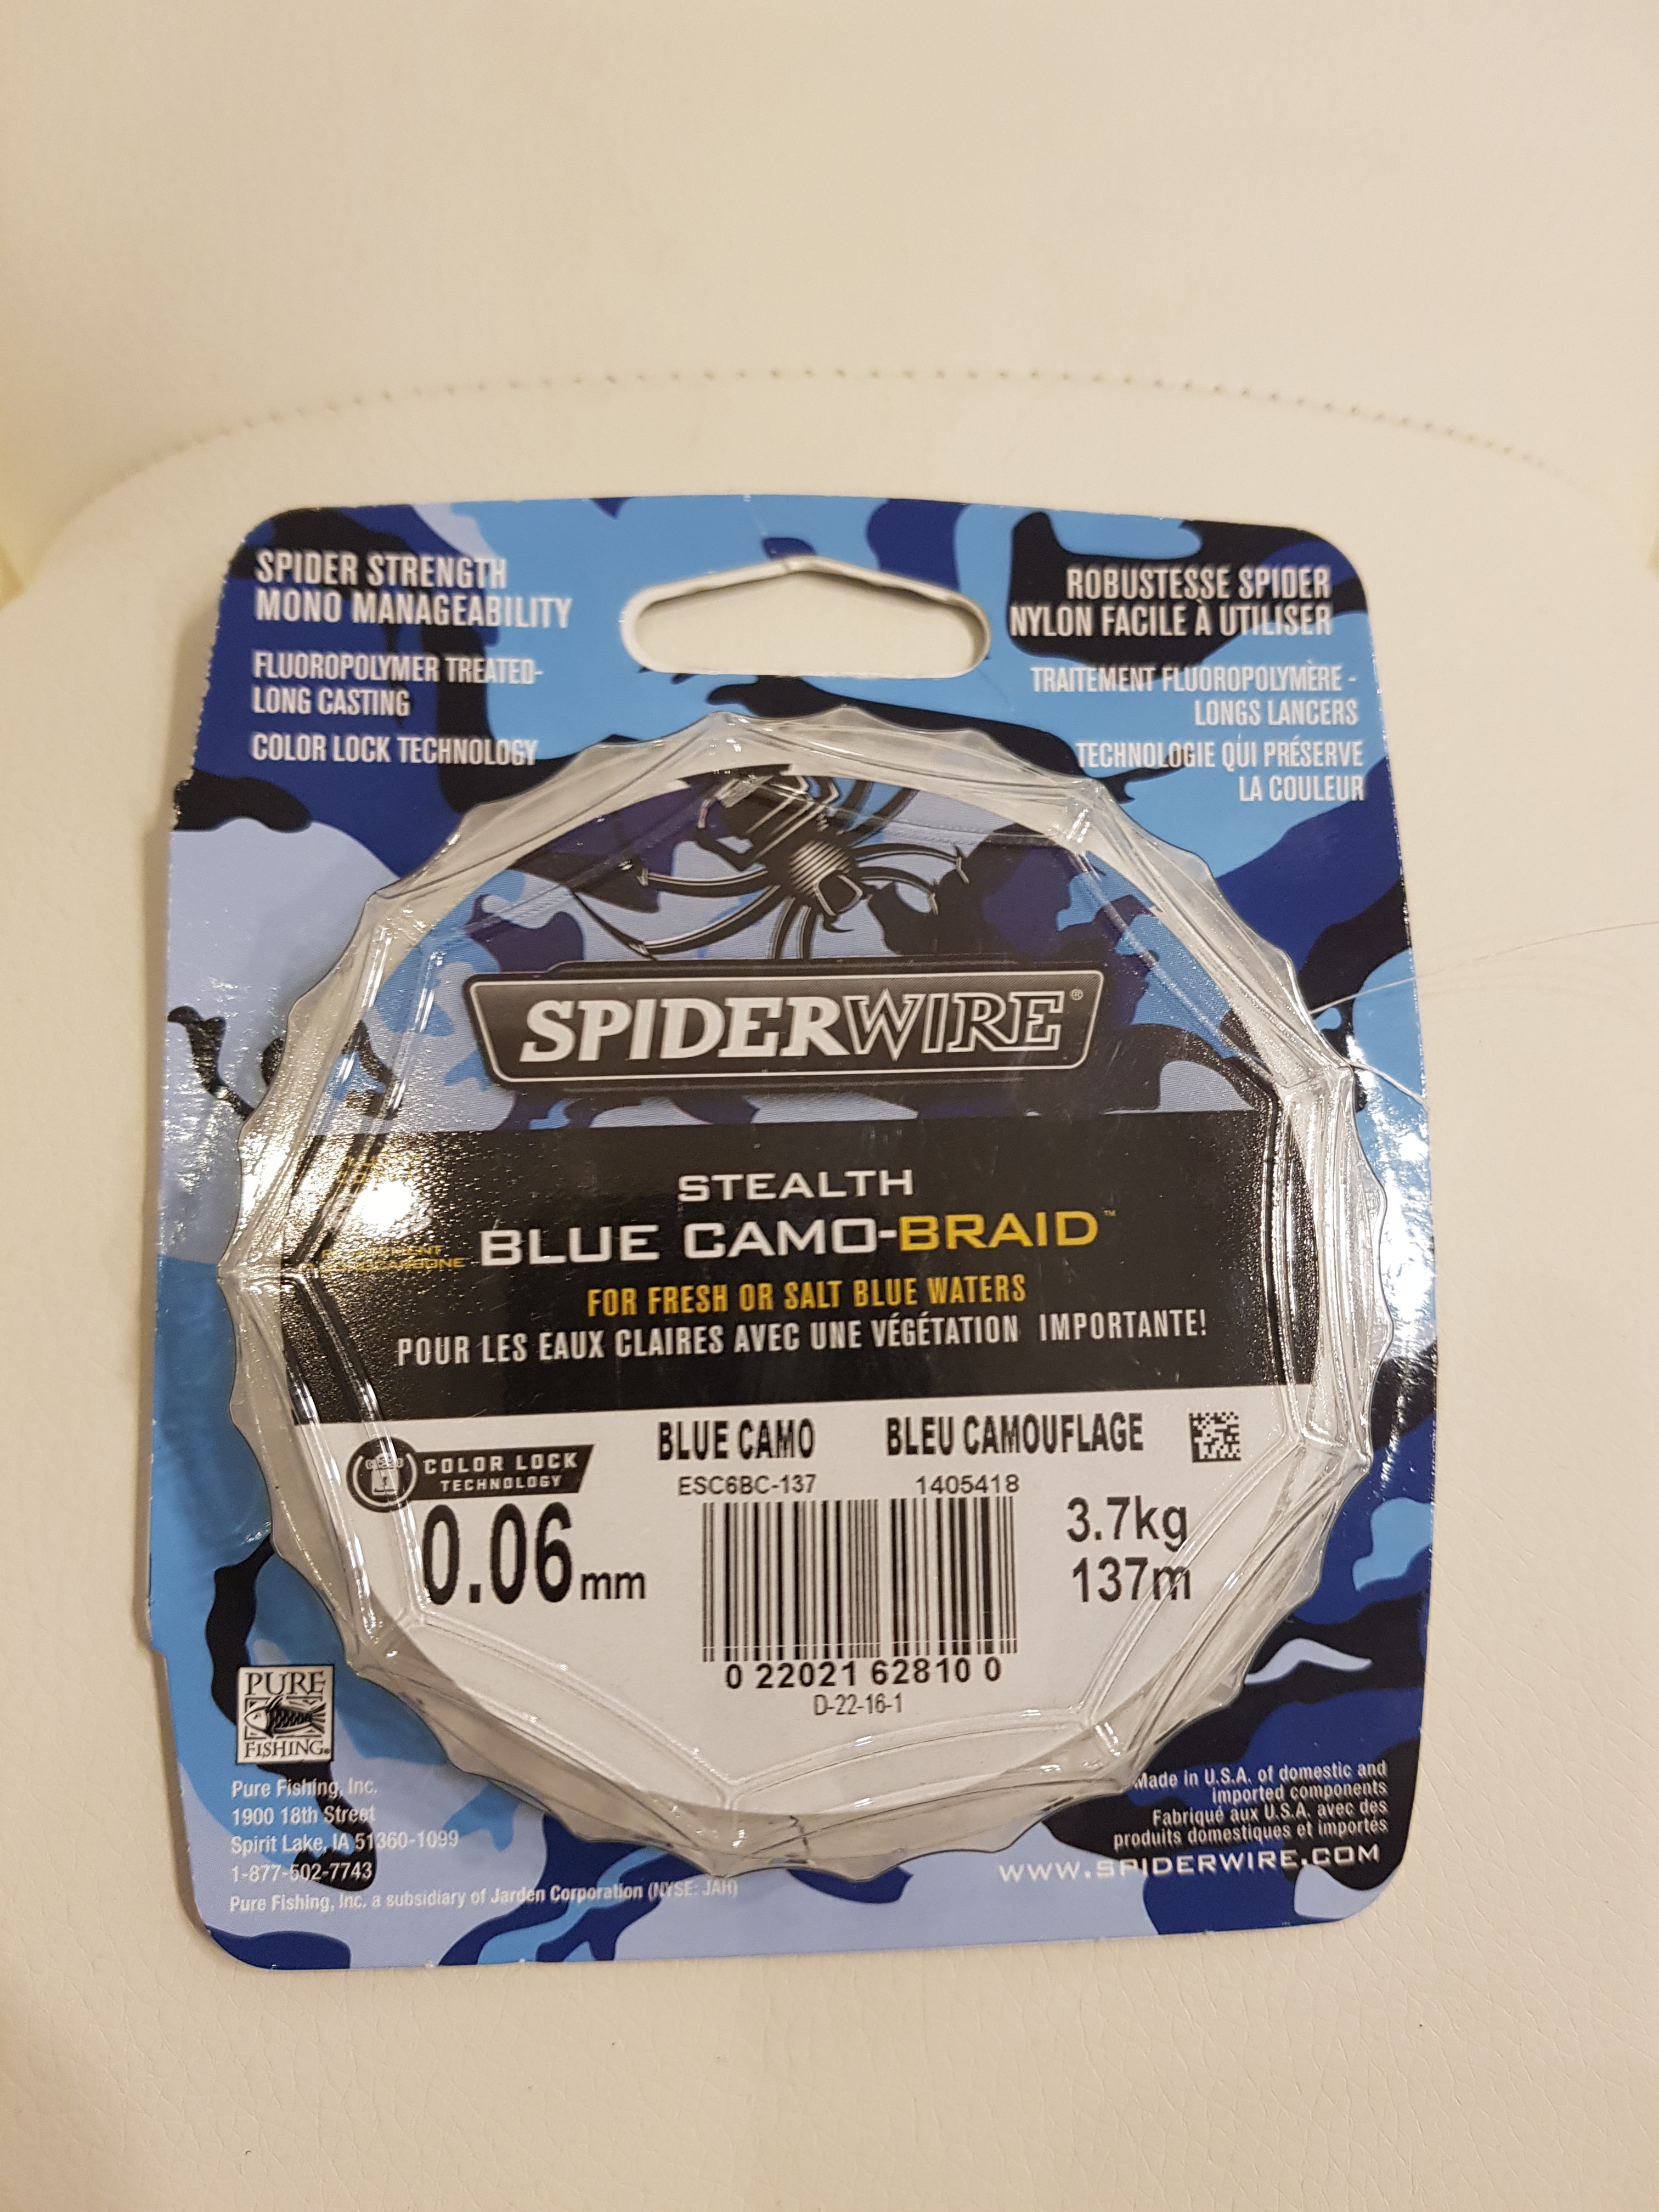 SPIDER STRENGTH
MONO MANAGEABILITY
FLUOROPOLYMER TREATED-
LONG CASTING
COLOR LOCK TECHNOLOGY
ROBUSTESSE SPIDER
NYLON FACILE À UTILISER
TRAITEMENT FLUOROPOLYMÈRE -
LONGS LANCERS
TECHNOLOGIE QUI PRÉSERVE
LA COULEUR
SPIDERWIRE®
STEALTH
BLUE CAMO-BRAID™
FOR FRESH OR SALT BLUE WATERS
POUR LES EAUX CLAIRES AVEC UNE VÉGÉTATION IMPORTANTE!
BLUE CAMO BLEU CAMOUFLAGE
COLOR LOCK
TECHNOLOGY
ESC6BC-137 1405418
0.06mm
3.7kg
137m
0 22021 62810 0
D-22-16-1
PURE
FISHING®
Pure Fishing, Inc.
1900 18th Street
Spirit Lake, IA 51360-1099
1-877-502-7743
Pure Fishing, Inc. a subsidiary of Jarden Corporation (NYSE: JAH)
Made in U.S.A. of domestic and
imported components
Fabriqué aux U.S.A. avec des
produits domestiques et importés
WWW.SPIDERWIRE.COM